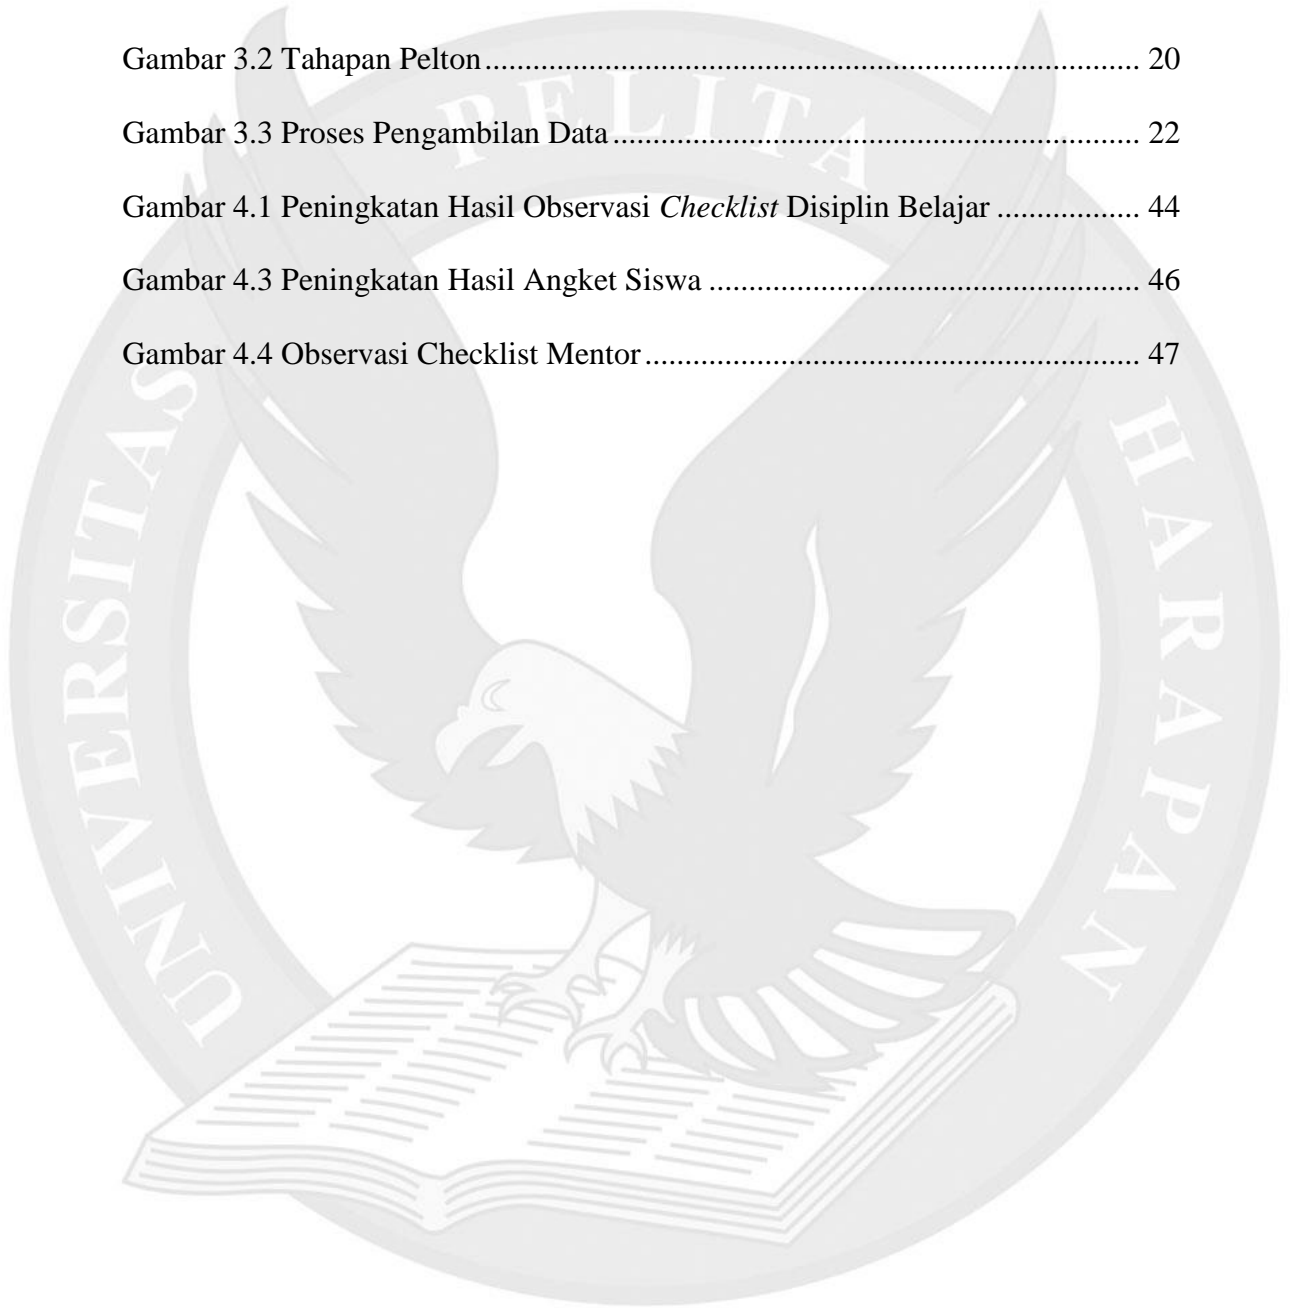 Gambar 3.2 Tahapan Pelton.................................................................................. 20
Gambar 3.3 Proses Pengambilan Data.................................................................. 22
Gambar 4.1 Peningkatan Hasil Observasi Checklist Disiplin Belajar .................. 44
Gambar 4.3 Peningkatan Hasil Angket Siswa ...................................................... 46
Gambar 4.4 Observasi Checklist Mentor.............................................................. 47
UNIVERSITAS PELITA HARAPAN